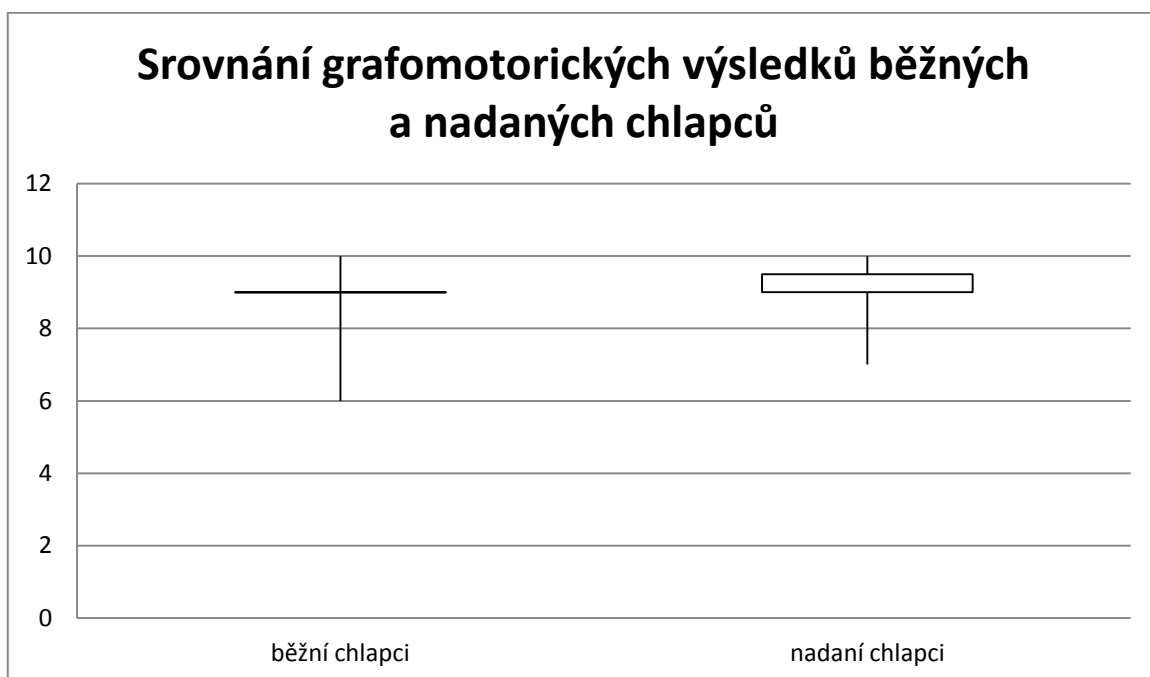 Srovnání grafomotorických výsledků běžných
a nadaných chlapců
12
10
8
6
4
2
0
běžní chlapci
nadaní chlapci